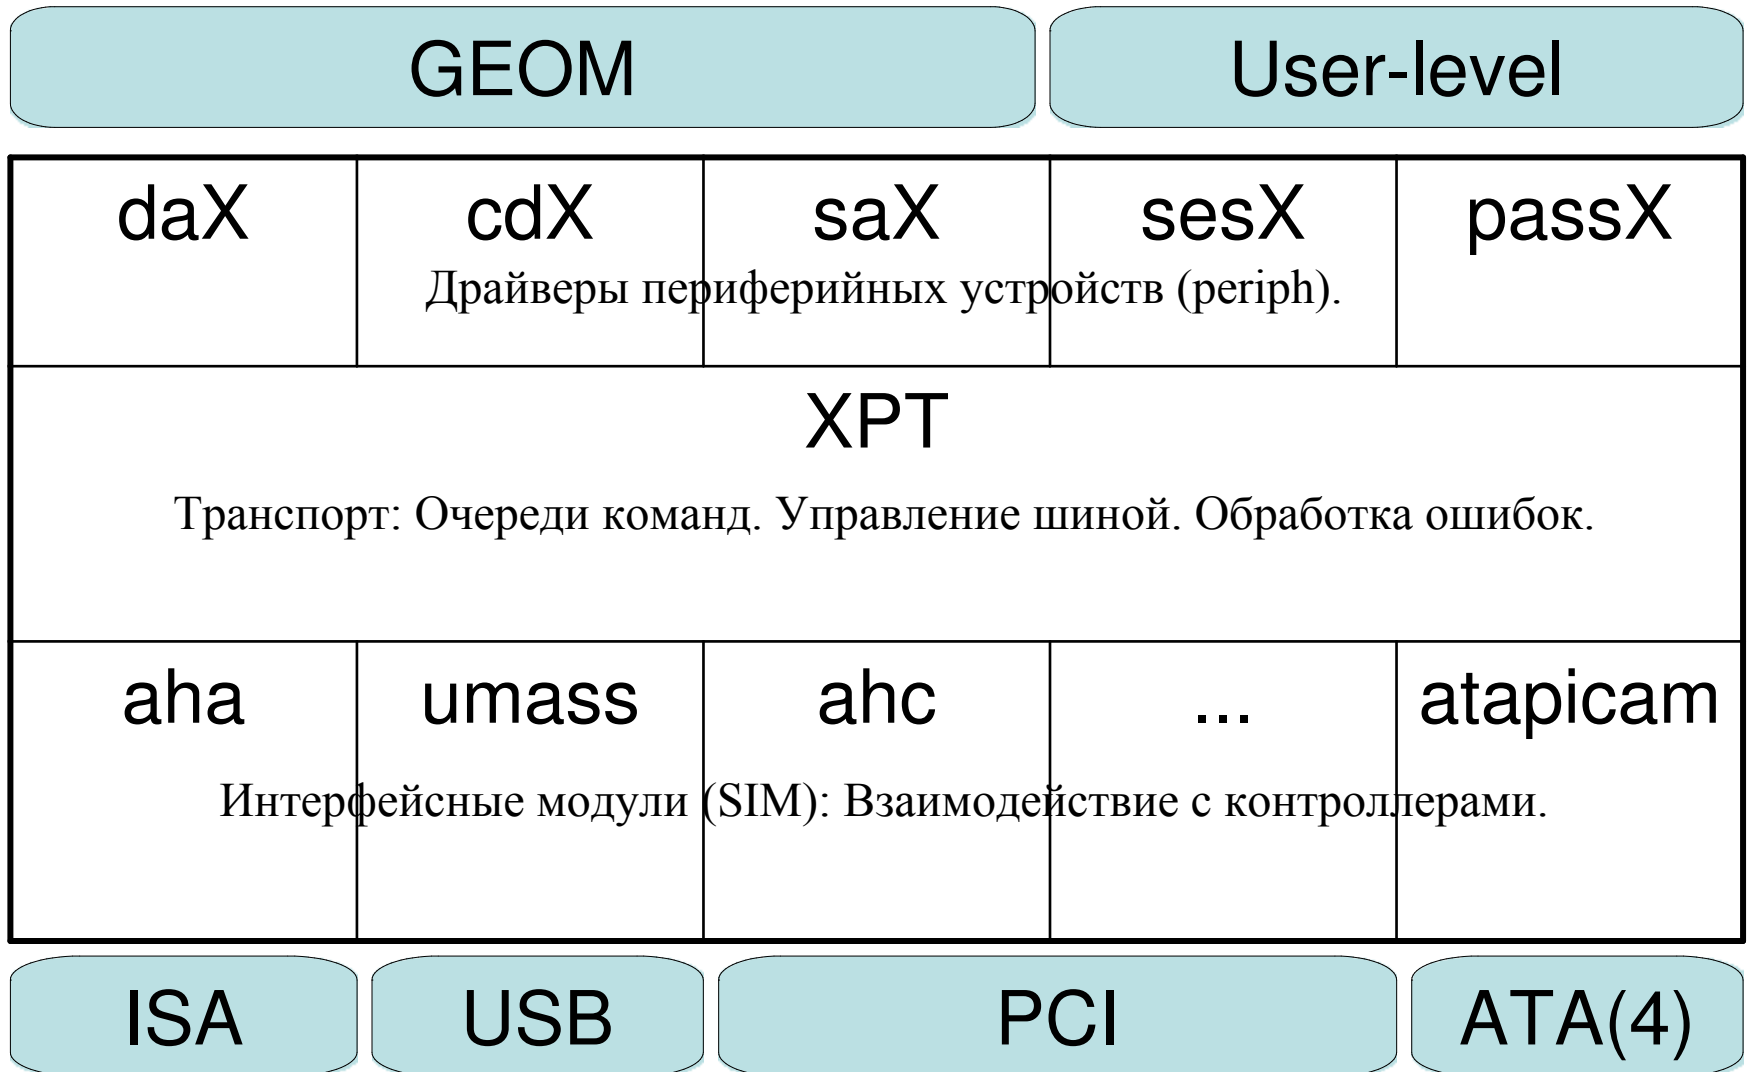 GEOM User-level
daX cdX saX sesX passX
Драйверы периферийных устройств (periph).
XPT
Транспорт: Очереди команд. Управление шиной. Обработка ошибок.
aha umass ahc ... atapicam
Интерфейсные модули (SIM): Взаимодействие с контроллерами.
ISA USB PCI ATA(4)